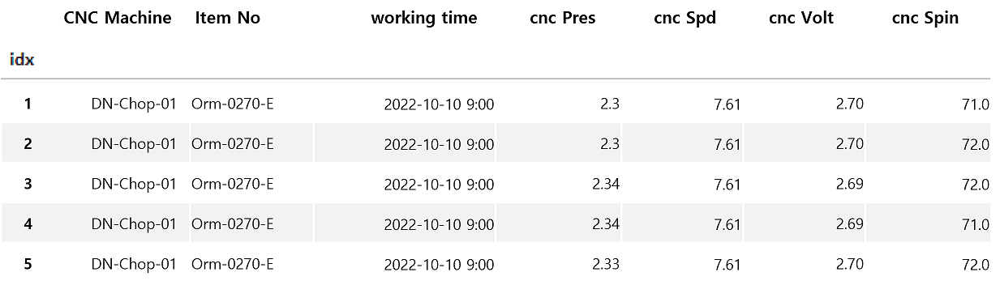 CNC Machine Item No working time cnc Pres cnc Spd cnc Volt cnc Spin
idx
1 DN-Chop-01 Orm-0270-E 2022-10-10 9:00 2.3 7.61 2.70 71.0
2 DN-Chop-01 Orm-0270-E 2022-10-10 9:00 2.3 7.61 2.70 72.0
3 DN-Chop-01 Orm-0270-E 2022-10-10 9:00 2.34 7.61 2.69 72.0
4 DN-Chop-01 Orm-0270-E 2022-10-10 9:00 2.34 7.61 2.69 71.0
5 DN-Chop-01 Orm-0270-E 2022-10-10 9:00 2.33 7.61 2.70 72.0